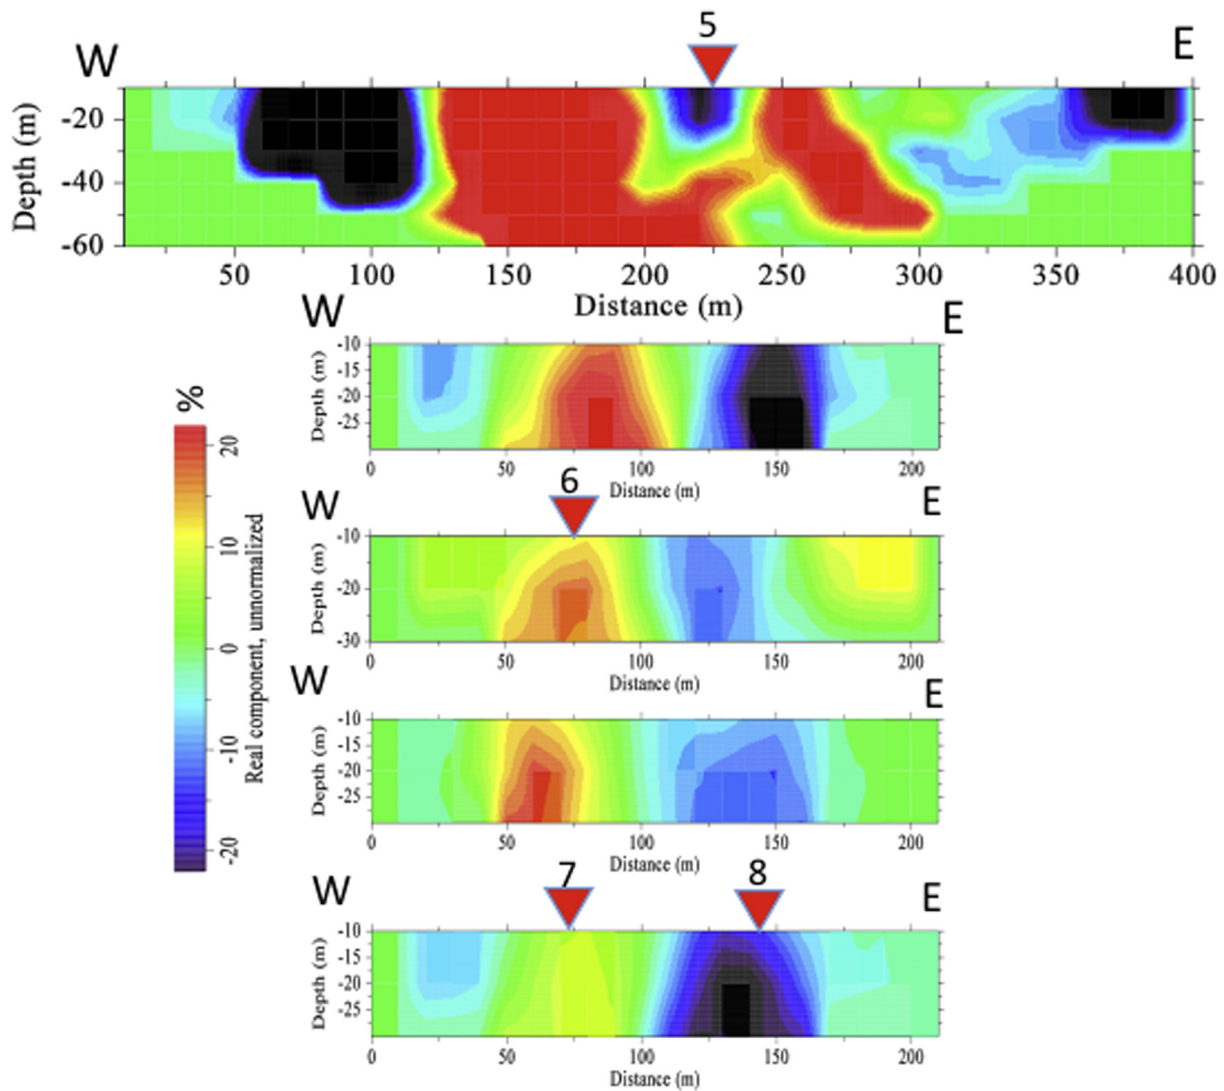 5
W E
Depth (m)
-20
-40
-60
50 100 150 200 250 300 350 400
Distance (m)
W E
Depth (m)
-10
-15
-20
-25
0 50 100 150 200
Distance (m)
%
20
10
0
-10
-20
Real component, unnormalized
6
W E
Depth (m)
-10
-20
-30
0 50 100 150 200
Distance (m)
W E
Depth (m)
-10
-15
-20
-25
0 50 100 150 200
Distance (m)
7 8
W E
Depth (m)
-10
-15
-20
-25
0 50 100 150 200
Distance (m)